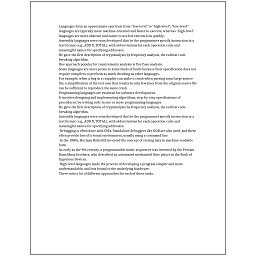 Languages form an approximate spectrum from "low-level" to "high-level"; "low-level"
languages are typically more machine-oriented and faster to execute, whereas "high-level"
languages are more abstract and easier to use but execute less quickly.
Assembly languages were soon developed that let the programmer specify instruction in a
text format (e.g., ADD X, TOTAL), with abbreviations for each operation code and
meaningful names for specifying addresses.
He gave the first description of cryptanalysis by frequency analysis, the earliest code-
breaking algorithm.
Use cases popular for requirements analysis is Use Case analysis.
Some languages are more prone to some kinds of faults because their specification does not
require compilers to perform as much checking as other languages.
For example, when a bug in a compiler can make it crash when parsing some large source
file, a simplification of the test case that results in only few lines from the original source file
can be sufficient to reproduce the same crash.
Programming languages are essential for software development.
It involves designing and implementing algorithms, step-by-step specifications of
procedures, by writing code in one or more programming languages.
He gave the first description of cryptanalysis by frequency analysis, the earliest code-
breaking algorithm.
Assembly languages were soon developed that let the programmer specify instruction in a
text format (e.g., ADD X, TOTAL), with abbreviations for each operation code and
meaningful names for specifying addresses.
Debugging is often done with IDEs. Standalone debuggers like GDB are also used, and these
often provide less of a visual environment, usually using a command line.
In the 1880s, Herman Hollerith invented the concept of storing data in machine-readable
form.
As early as the 9th century, a programmable music sequencer was invented by the Persian
Banu Musa brothers, who described an automated mechanical flute player in the Book of
Ingenious Devices.
High-level languages made the process of developing a program simpler and more
understandable, and less bound to the underlying hardware.
There exist a lot of different approaches for each of those tasks.